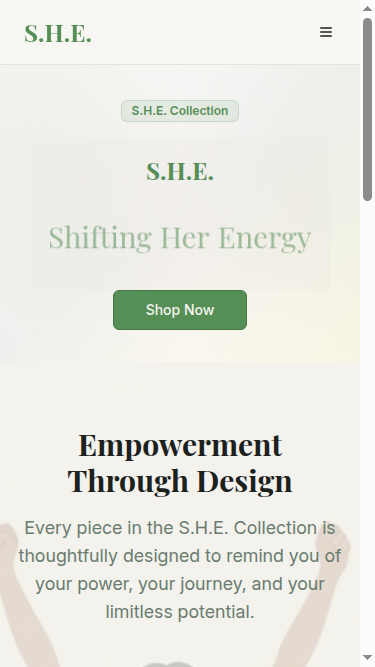 S.H.E.
S.H.E. Collection
S.H.E.
Shifting Her Energy
Shop Now
Empowerment
Through Design
Every piece in the S.H.E. Collection is
thoughtfully designed to remind you of
your power, your journey, and your
limitless potential.